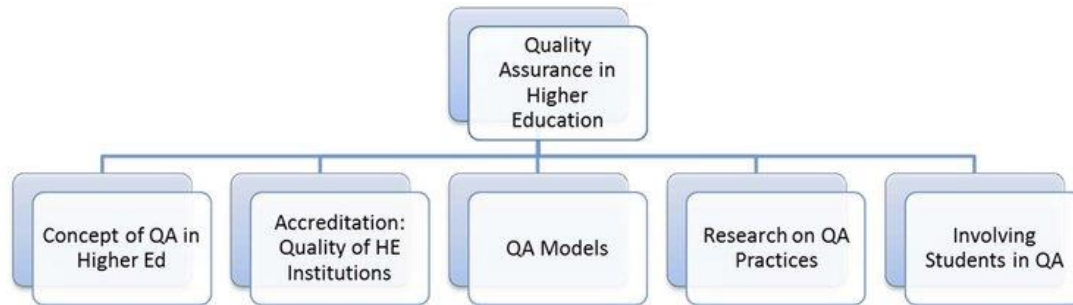 Quality
Assurance in
Higher
Education
Concept of QA in
Higher Ed
Accreditation:
Quality of HE
Institutions
QA Models
Research on QA
Practices
Involving
Students in QA